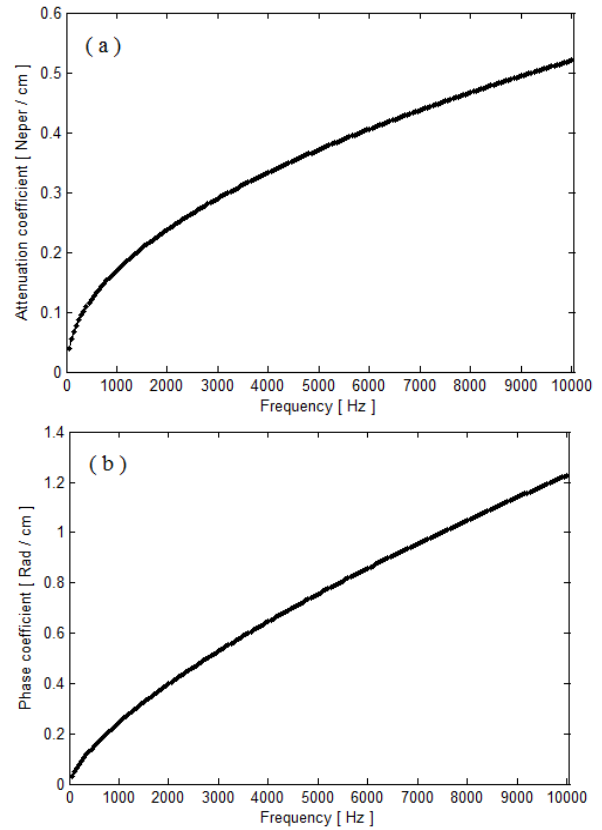 ( a )
Attenuation coefficient [ Neper / cm ]
0.6
0.5
0.4
0.3
0.2
0.1
0
0 1000 2000 3000 4000 5000 6000 7000 8000 9000 10000
Frequency [ Hz ]
( b )
Phase coefficient [ Rad / cm ]
1.4
1.2
1
0.8
0.6
0.4
0.2
0
0 1000 2000 3000 4000 5000 6000 7000 8000 9000 10000
Frequency [ Hz ]